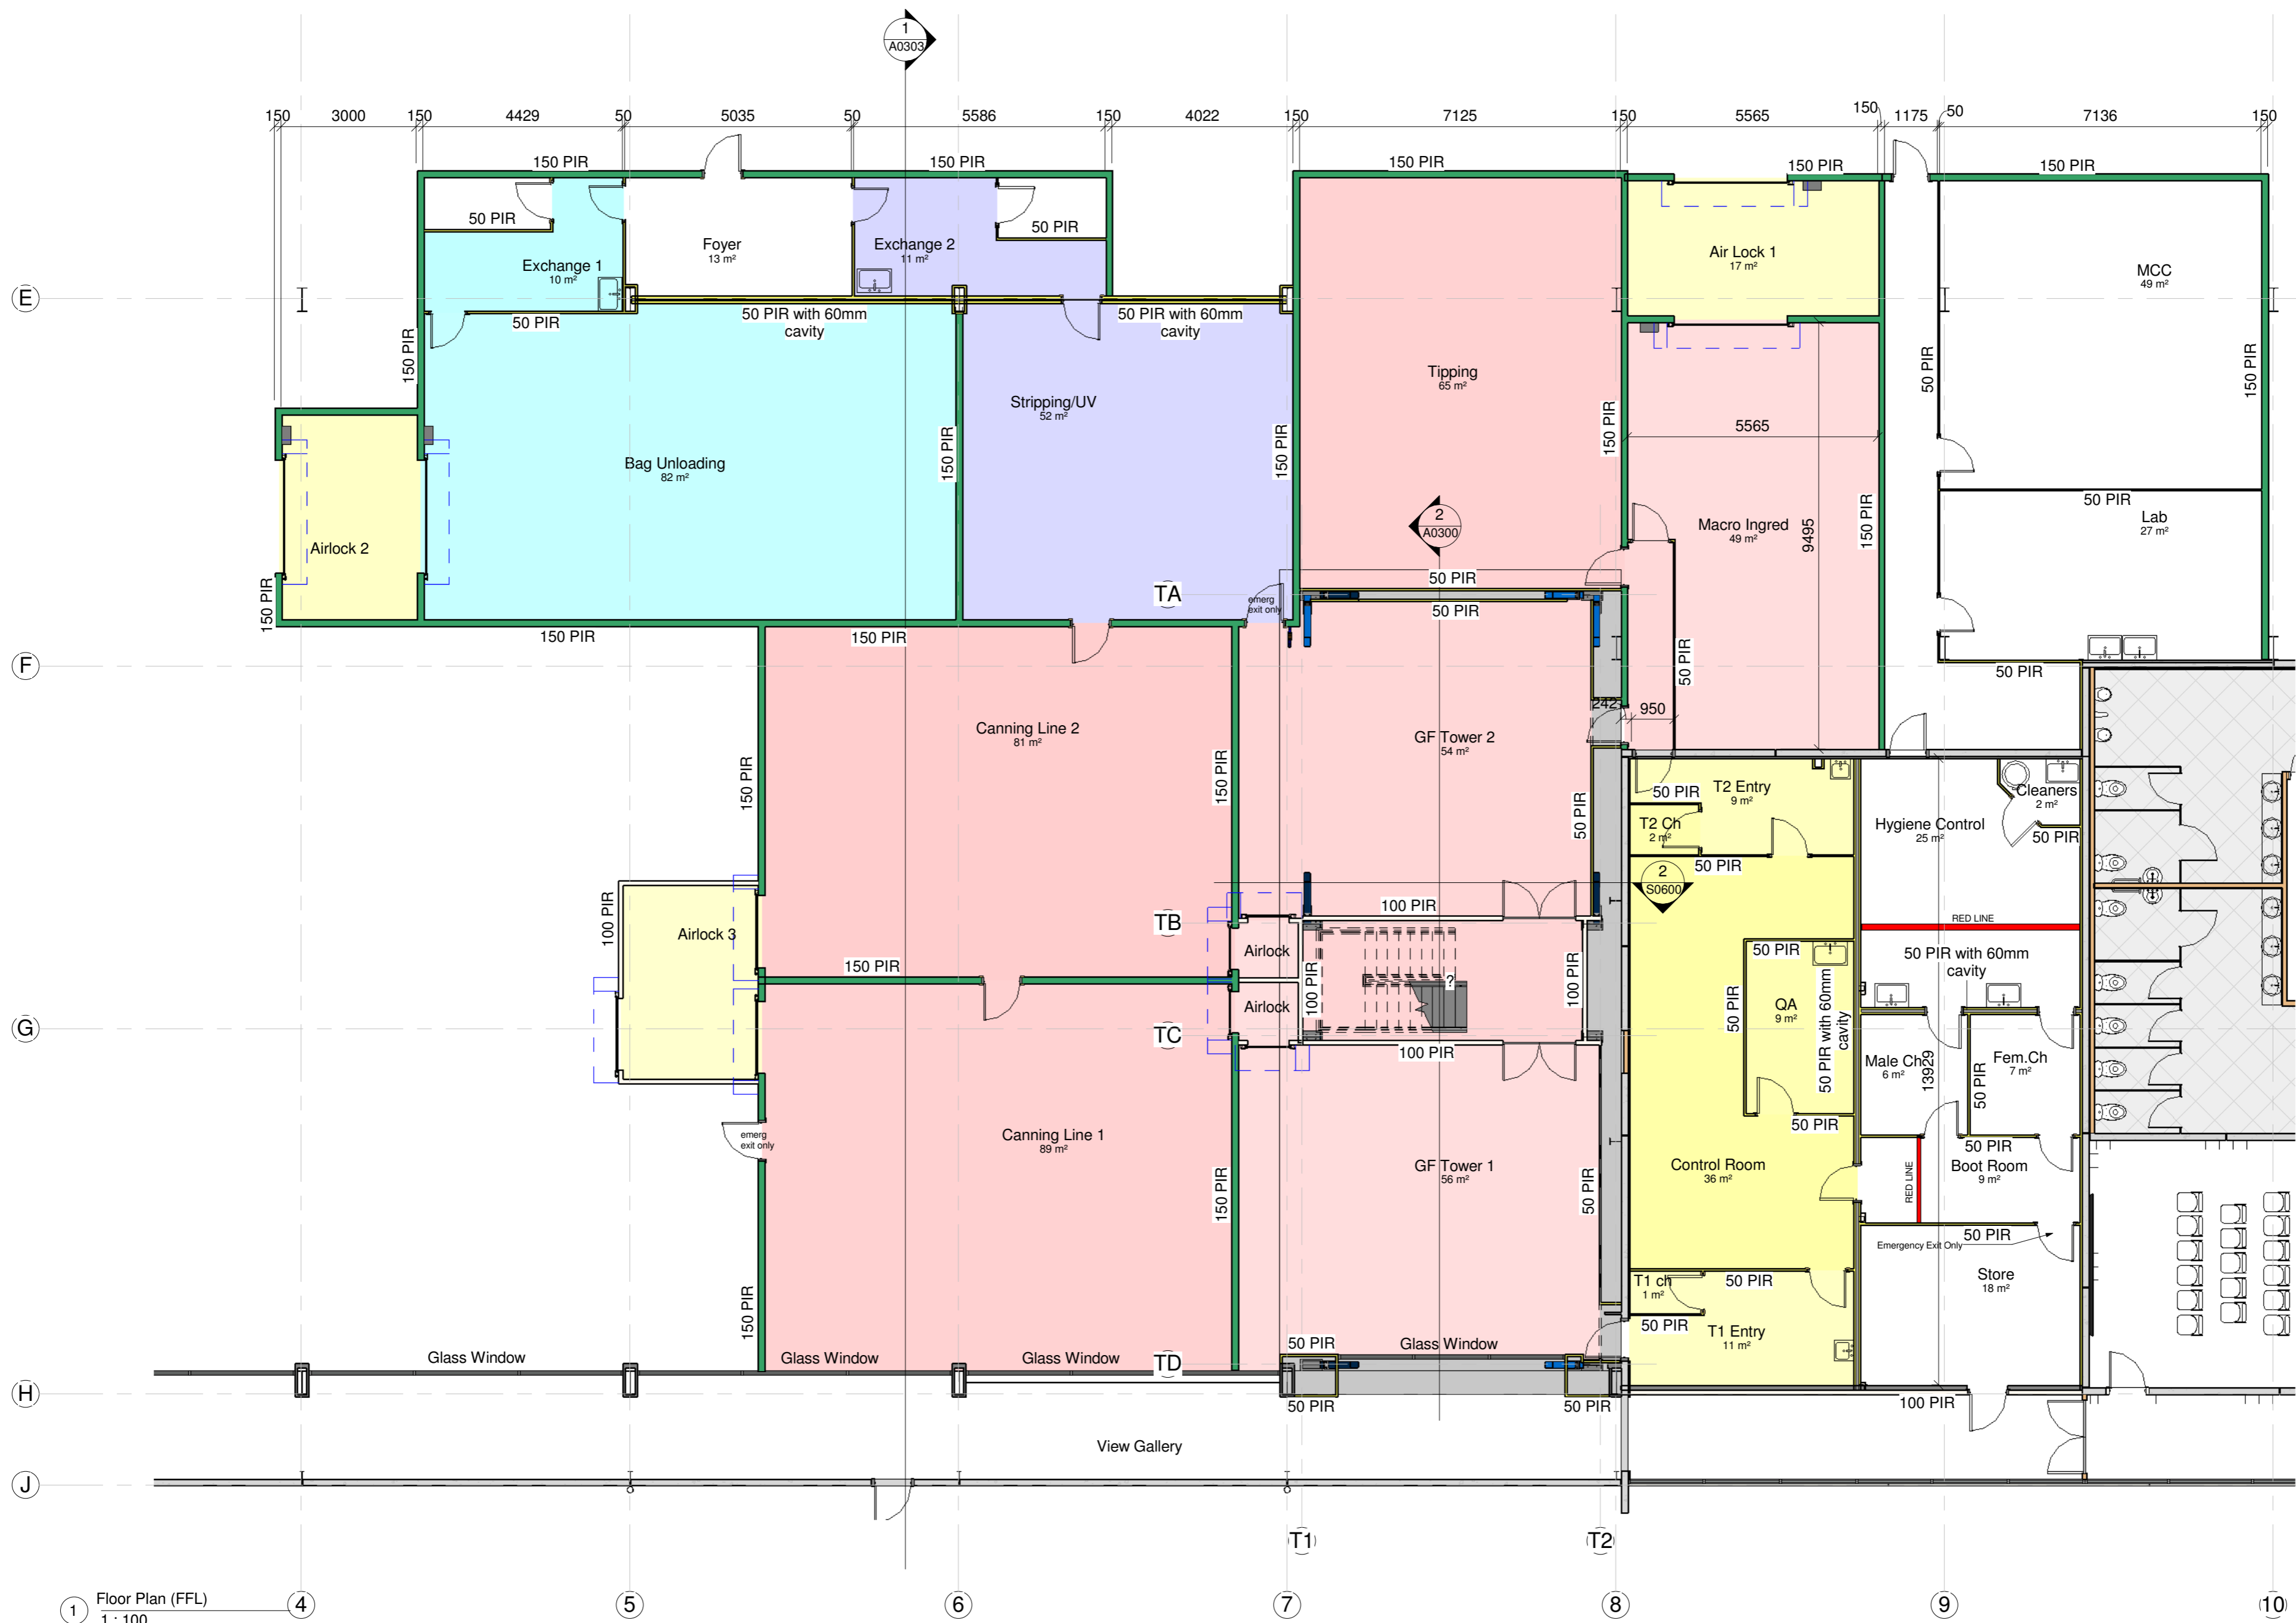 1
A0303
150
3000
150
4429
50
5035
50
5586
150
4022
150
7125
150
5565
150
1175
50
7136
150
150 PIR
150 PIR
150 PIR
150 PIR
150 PIR
50 PIR
Foyer
13 m²
Exchange 2
11 m²
50 PIR
Exchange 1
10 m²
Air Lock 1
17 m²
MCC
49 m²
E
50 PIR
50 PIR with 60mm
cavity
50 PIR with 60mm
cavity
150 PIR
50 PIR
150 PIR
Tipping
65 m²
Stripping/UV
52 m²
150 PIR
150 PIR
150 PIR
5565
Bag Unloading
82 m²
50 PIR
2
A0300
Macro Ingred
49 m²
9495
150 PIR
Lab
27 m²
Airlock 2
150 PIR
50 PIR
TA
emerg
exit only
50 PIR
150 PIR
150 PIR
F
50 PIR
50 PIR
242
950
Canning Line 2
81 m²
GF Tower 2
54 m²
150 PIR
150 PIR
50 PIR
50 PIR
T2 Entry
9 m²
Cleaners
2 m²
T2 Ch
2 m²
Hygiene Control
25 m²
50 PIR
50 PIR
2
S0600
100 PIR
TB
RED LINE
100 PIR
Airlock 3
Airlock
50 PIR
50 PIR with 60mm
cavity
150 PIR
?
100 PIR
100 PIR
50 PIR
QA
9 m²
50 PIR with 60mm
cavity
Airlock
G
TC
100 PIR
Male Ch
6 m²
13929
50 PIR
Fem.Ch
7 m²
emerg
exit only
Canning Line 1
89 m²
50 PIR
50 PIR
GF Tower 1
56 m²
Control Room
36 m²
RED LINE
Boot Room
9 m²
150 PIR
50 PIR
50 PIR
Emergency Exit Only
150 PIR
T1 ch
1 m²
50 PIR
Store
18 m²
50 PIR
T1 Entry
11 m²
50 PIR
Glass Window
Glass Window
Glass Window
Glass Window
TD
H
50 PIR
50 PIR
100 PIR
View Gallery
J
T1
T2
1
Floor Plan (FFL)
1 : 100
4
5
6
7
8
9
10